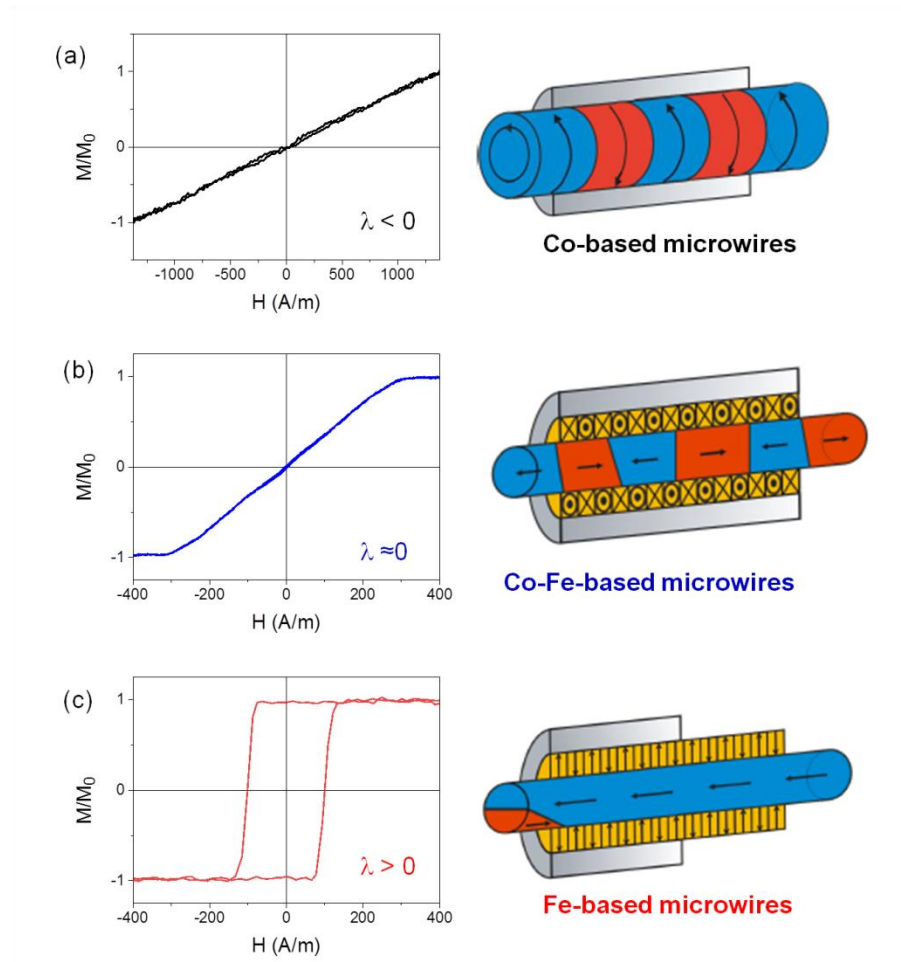 (a)
M/M0
1
0
-1
λ < 0
-1000 -500 0 500 1000
H (A/m)
Co-based microwires
(b)
M/M0
1
0
-1
λ ≈0
-400 -200 0 200 400
H (A/m)
Co-Fe-based microwires
(c)
M/M0
1
0
-1
λ > 0
-400 -200 0 200 400
H (A/m)
Fe-based microwires